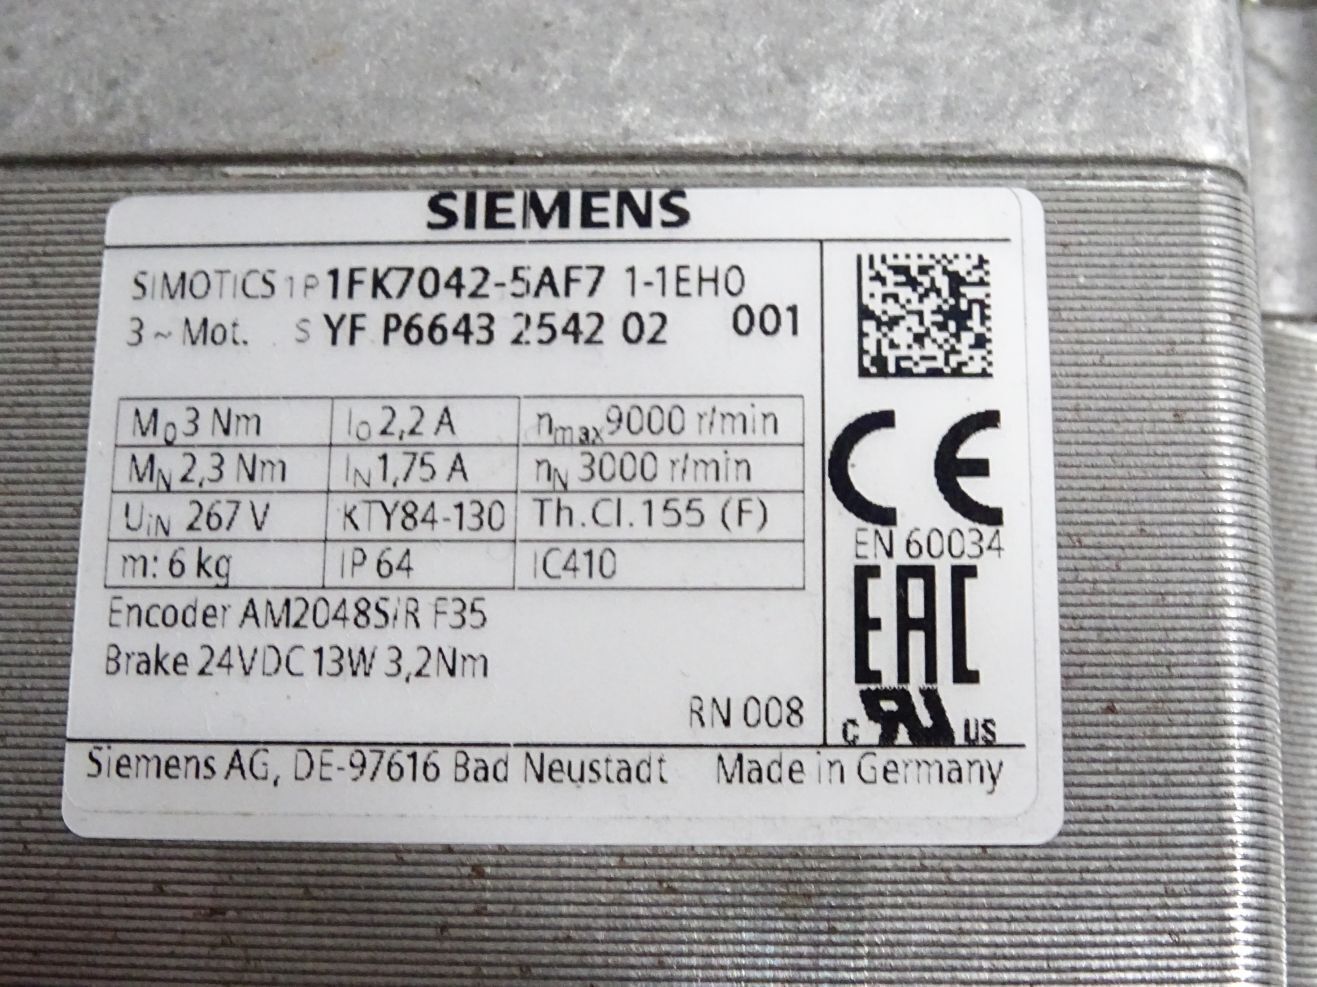 SIEMENS
SIMOTICS 1P 1FK7042-5AF71-1EH0
3 ~ Mot. S YF P6643 2542 02 001
M0 3 Nm I0 2,2 A nmax 9000 r/min
MN 2,3 Nm IN 1,75 A nN 3000 r/min
UiN 267 V KTY84-130 Th.Cl.155 (F)
m: 6 kg IP 64 IC410
Encoder AM2048S/R F35
Brake 24VDC 13W 3,2Nm
RN 008
CE
EN 60034
EAC
c RU US
Siemens AG, DE-97616 Bad Neustadt Made in Germany